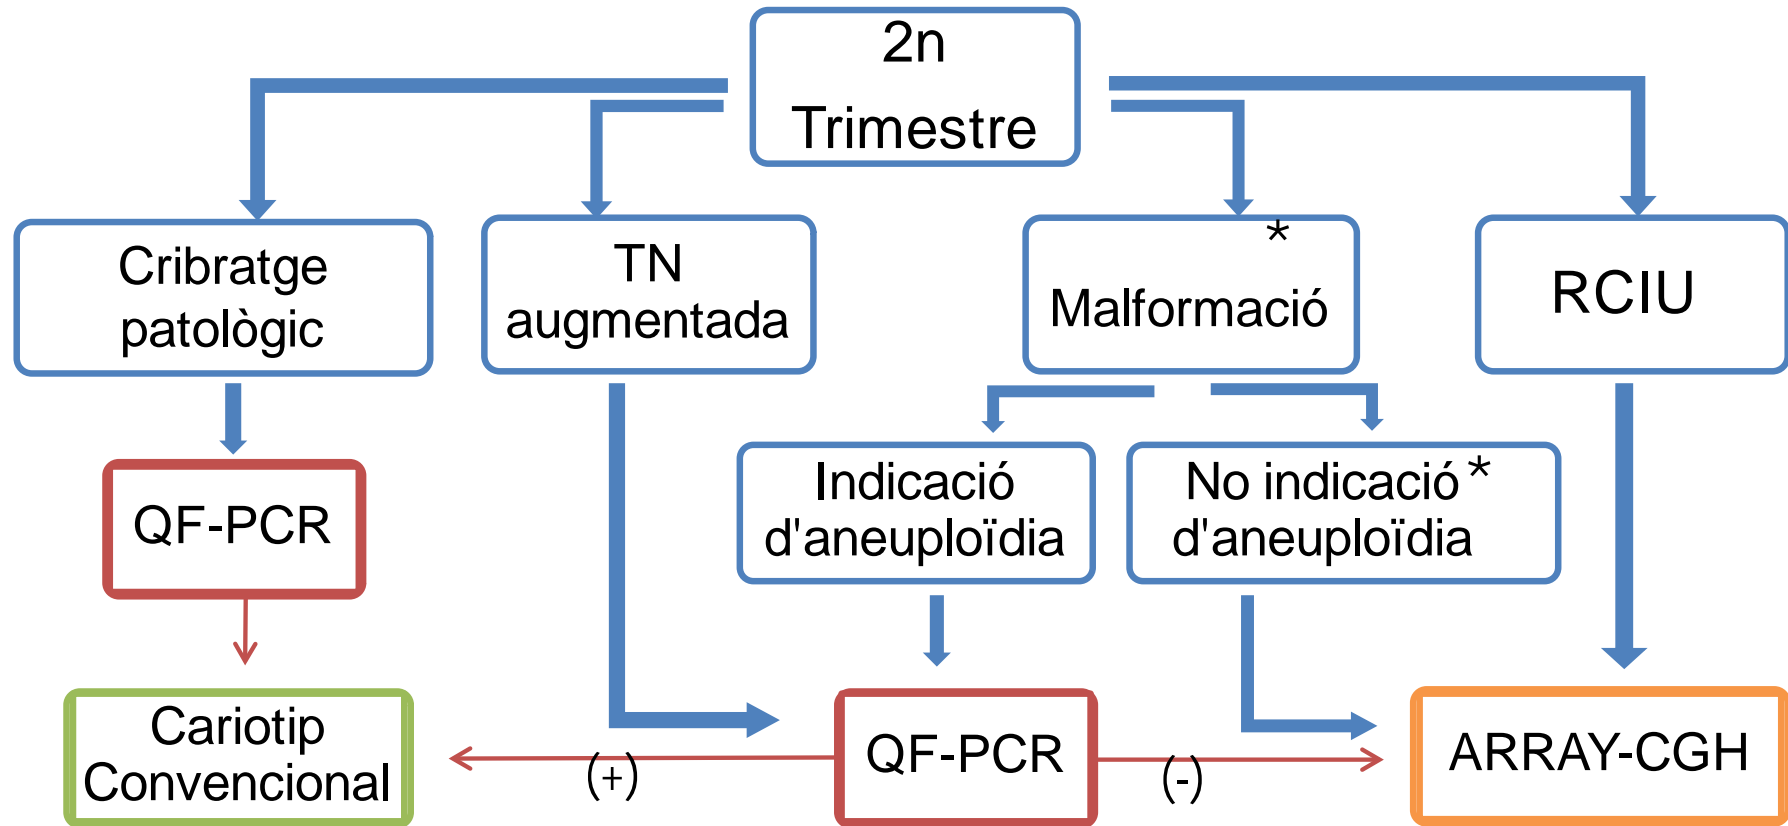 2n
Trimestre
Cribratge
patològic
TN
augmentada
*
Malformació
RCIU
QF-PCR
Indicació
d'aneuploïdia
No indicació *
d'aneuploïdia
Cariotip
Convencional
(+)
QF-PCR
(-)
ARRAY-CGH